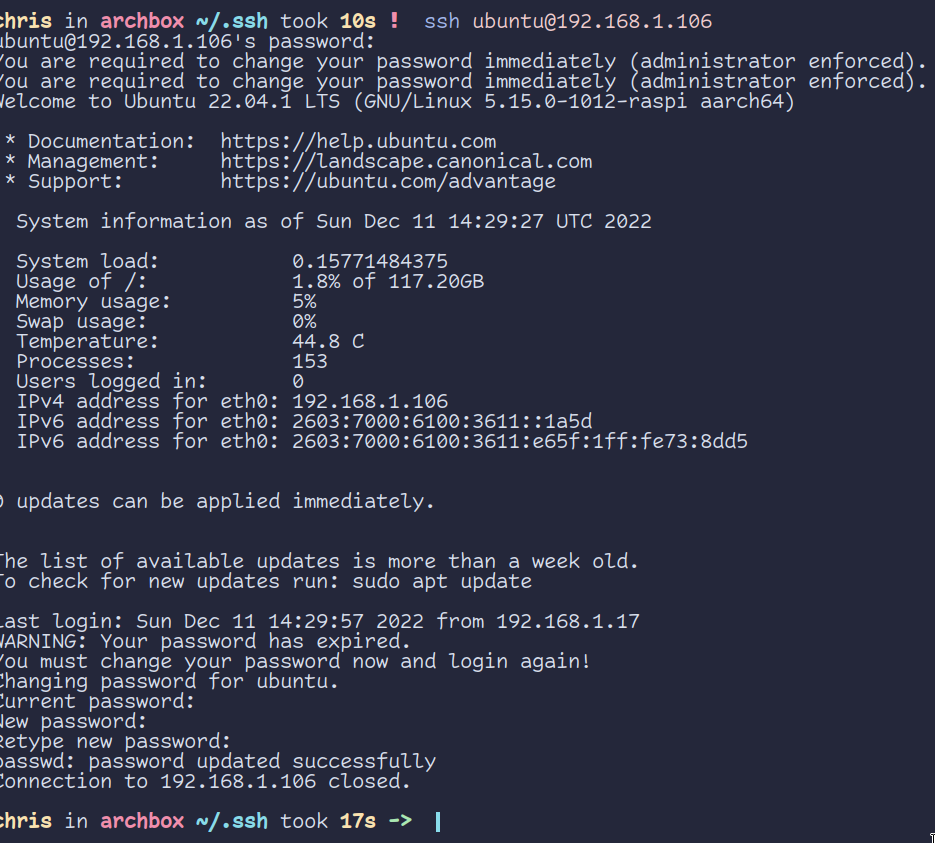 chris in archbox ~/.ssh took 10s ! ssh ubuntu@192.168.1.106
ubuntu@192.168.1.106's password:
You are required to change your password immediately (administrator enforced).
You are required to change your password immediately (administrator enforced).
Welcome to Ubuntu 22.04.1 LTS (GNU/Linux 5.15.0-1012-raspi aarch64)
* Documentation: https://help.ubuntu.com
* Management: https://landscape.canonical.com
* Support: https://ubuntu.com/advantage
System information as of Sun Dec 11 14:29:27 UTC 2022
System load: 0.15771484375
Usage of /: 1.8% of 117.20GB
Memory usage: 5%
Swap usage: 0%
Temperature: 44.8 C
Processes: 153
Users logged in: 0
IPv4 address for eth0: 192.168.1.106
IPv6 address for eth0: 2603:7000:6100:3611::1a5d
IPv6 address for eth0: 2603:7000:6100:3611:e65f:1ff:fe73:8dd5
0 updates can be applied immediately.
The list of available updates is more than a week old.
To check for new updates run: sudo apt update
Last login: Sun Dec 11 14:29:57 2022 from 192.168.1.17
WARNING: Your password has expired.
You must change your password now and login again!
Changing password for ubuntu.
Current password:
New password:
Retype new password:
passwd: password updated successfully
Connection to 192.168.1.106 closed.
chris in archbox ~/.ssh took 17s ->